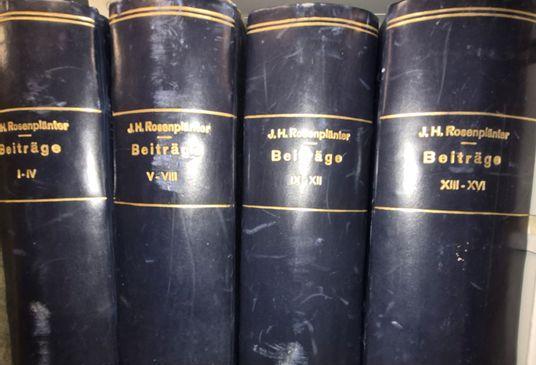 J.H. Rosenplänter
Beiträge
I-IV
J.H. Rosenplänter
Beiträge
V-VIII
J.H. Rosenplänter
Beiträge
IX-XII
J.H. Rosenplänter
Beiträge
XIII-XVI